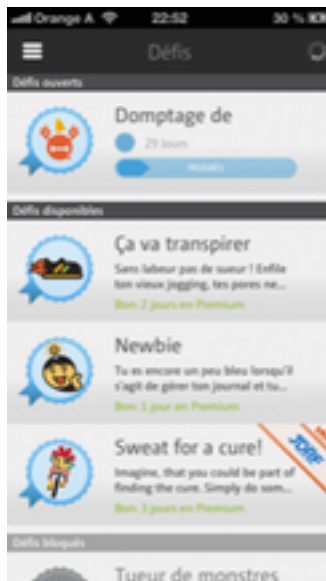 Orange A 22:52 30 %
Défis
Défis ouverts
Domptage de
29 Jours
Défis disponibles
Ça va transpirer
Sans labeur pas de sueur ! Enfile
ton vieux jogging, tes pores ne...
Bon 2 jours en Premium
Newbie
Tu es encore un peu bleu lorsqu'il
s'agit de gérer ton journal et tu...
Bon 1 jour en Premium
Sweat for a cure!
JDRF
Imagine, that you could be part of
finding the cure. Simply do som...
Bon 3 jours en Premium
Défis bloqués
Tueur de monstres